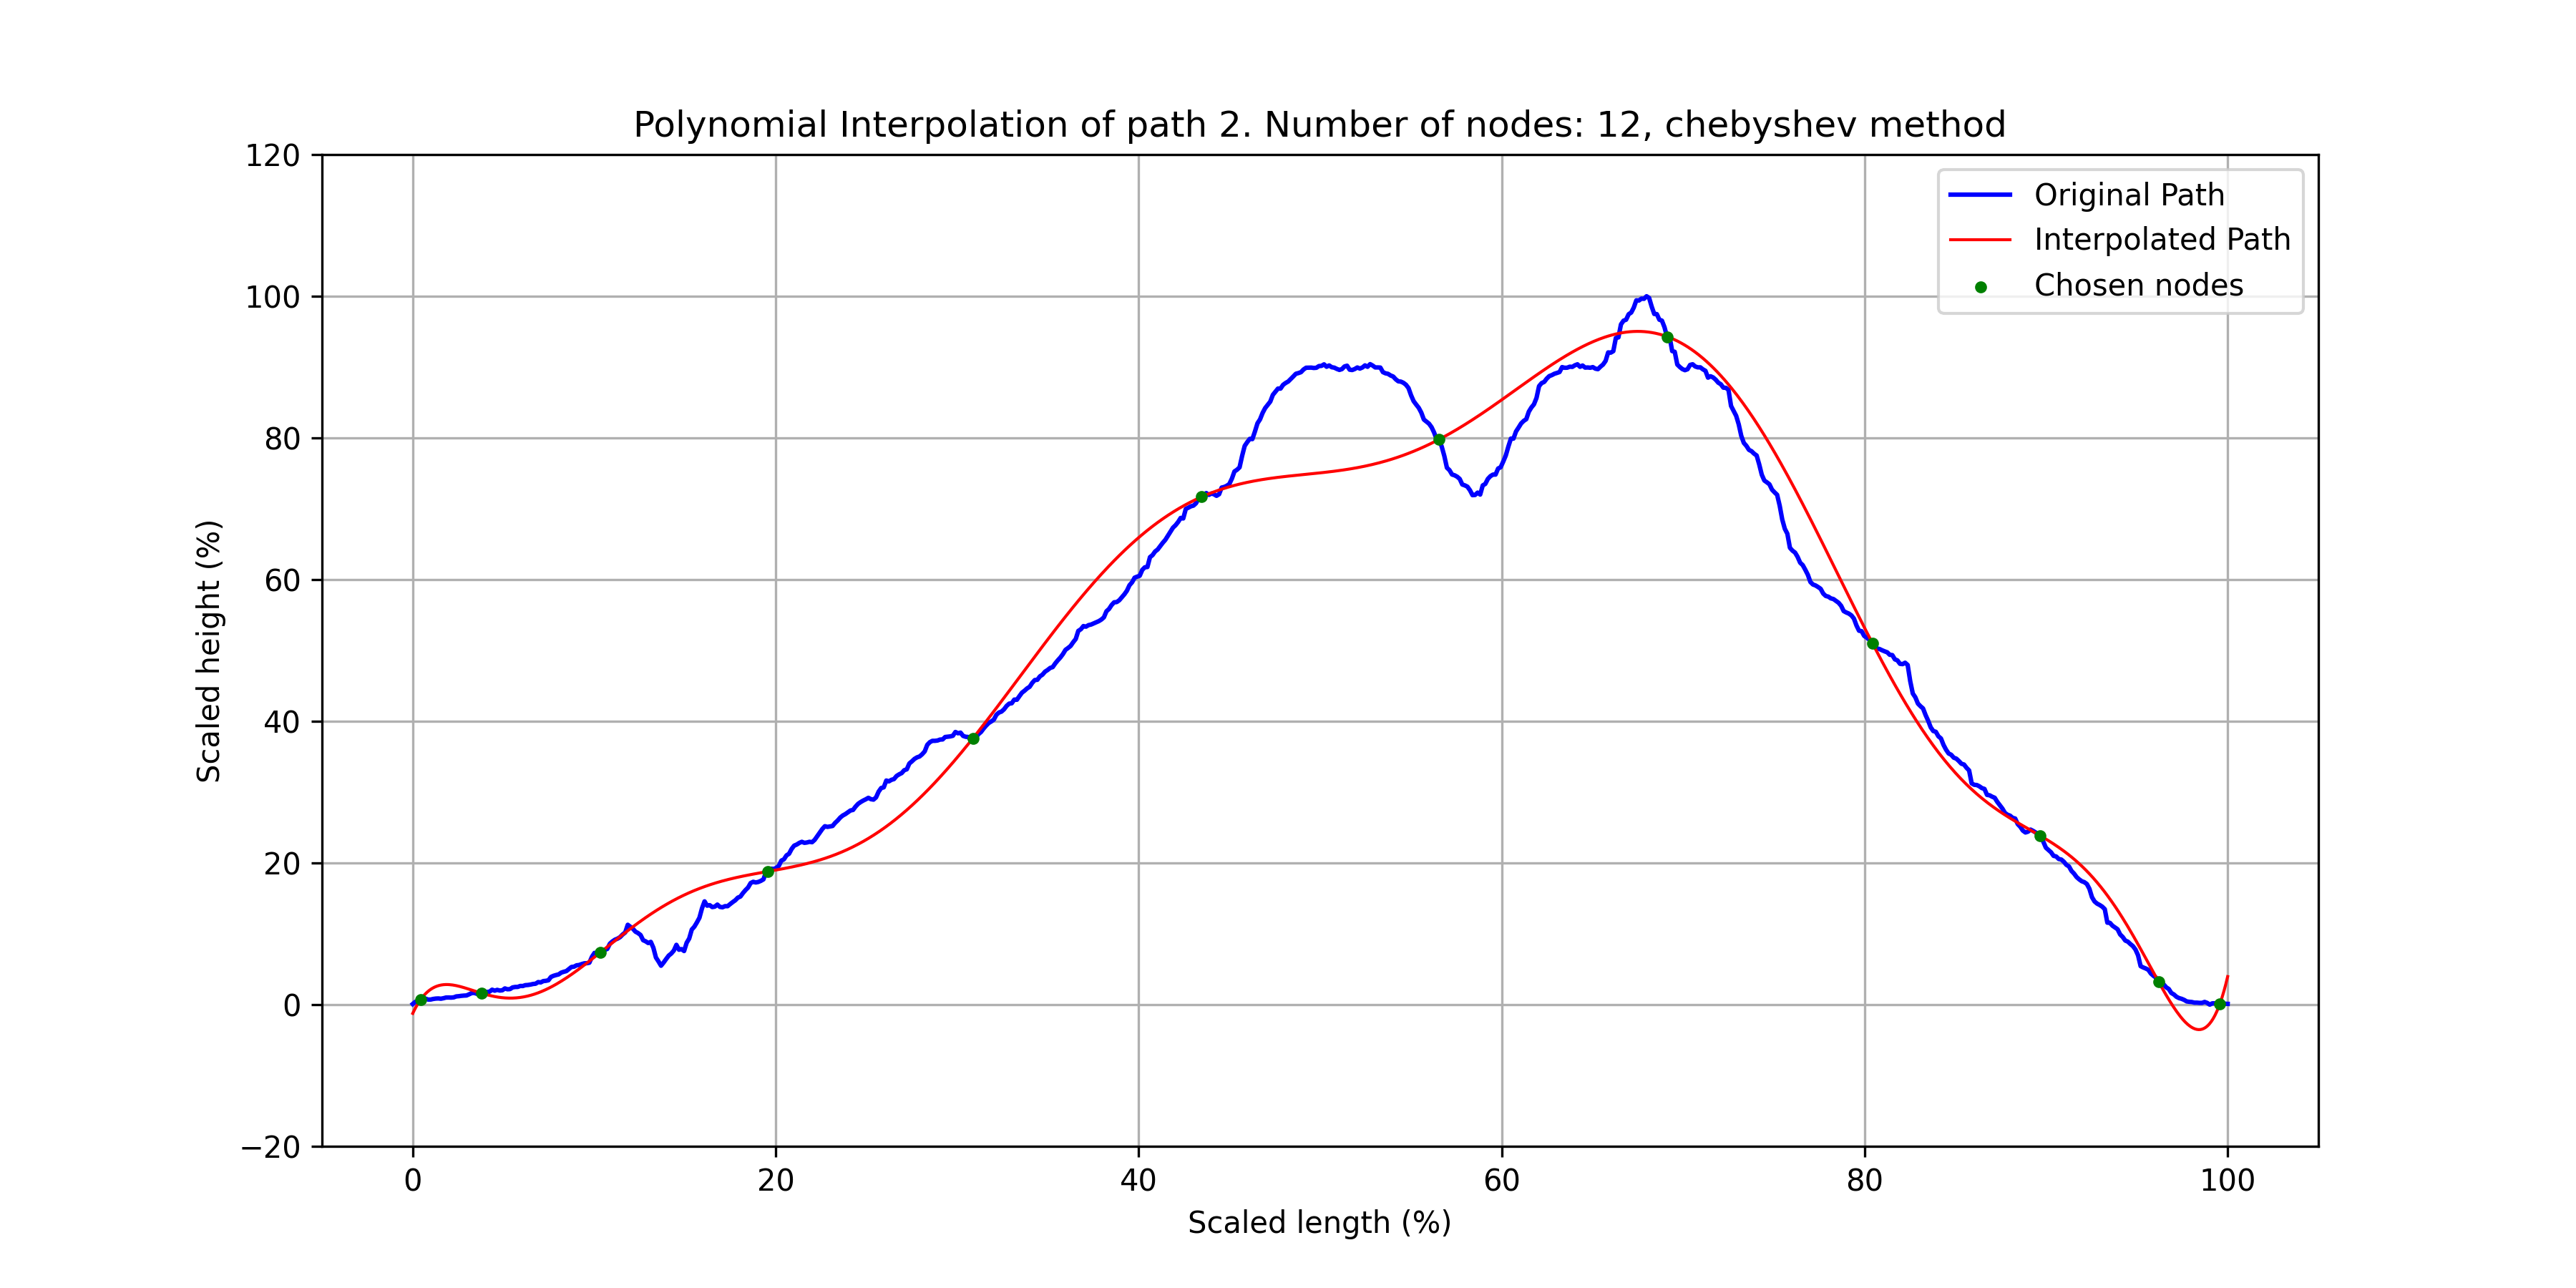 Polynomial Interpolation of path 2. Number of nodes: 12, chebyshev method
120
100
80
60
40
20
0
−20
Scaled height (%)
Original Path
Interpolated Path
Chosen nodes
0 20 40 60 80 100
Scaled length (%)